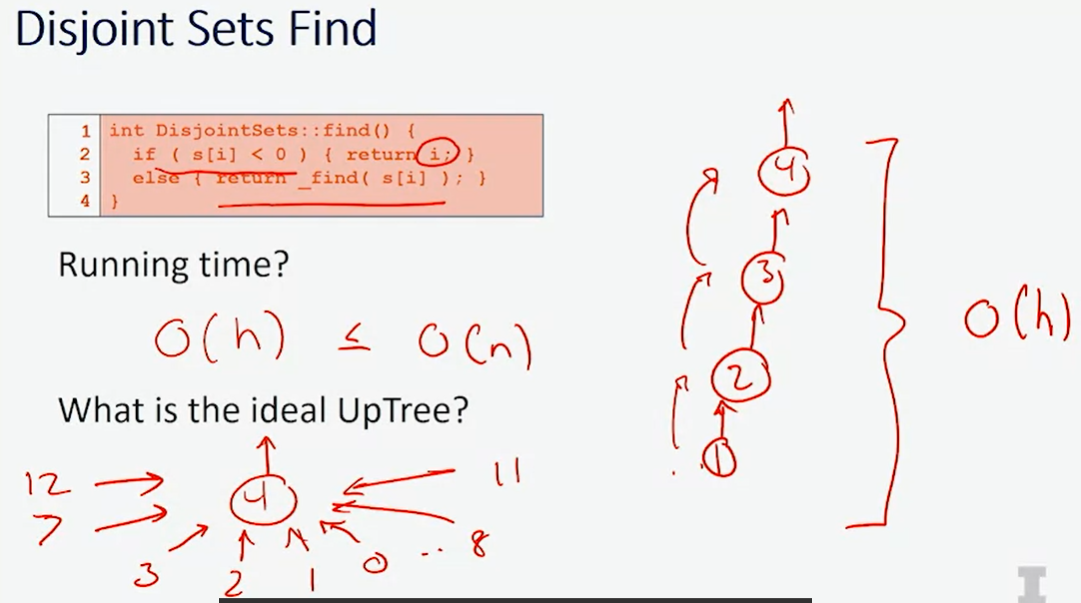 Disjoint Sets Find
1 int DisjointSets::find() {
2 if ( s[i] < 0 ) { return i; }
3 else { return _find( s[i] ); }
4 }
Running time?
O(h) ≤ O(n)
What is the ideal UpTree?
12
7
3
2
1
0
..
8
11
4
4
3
2
1
O(h)
I